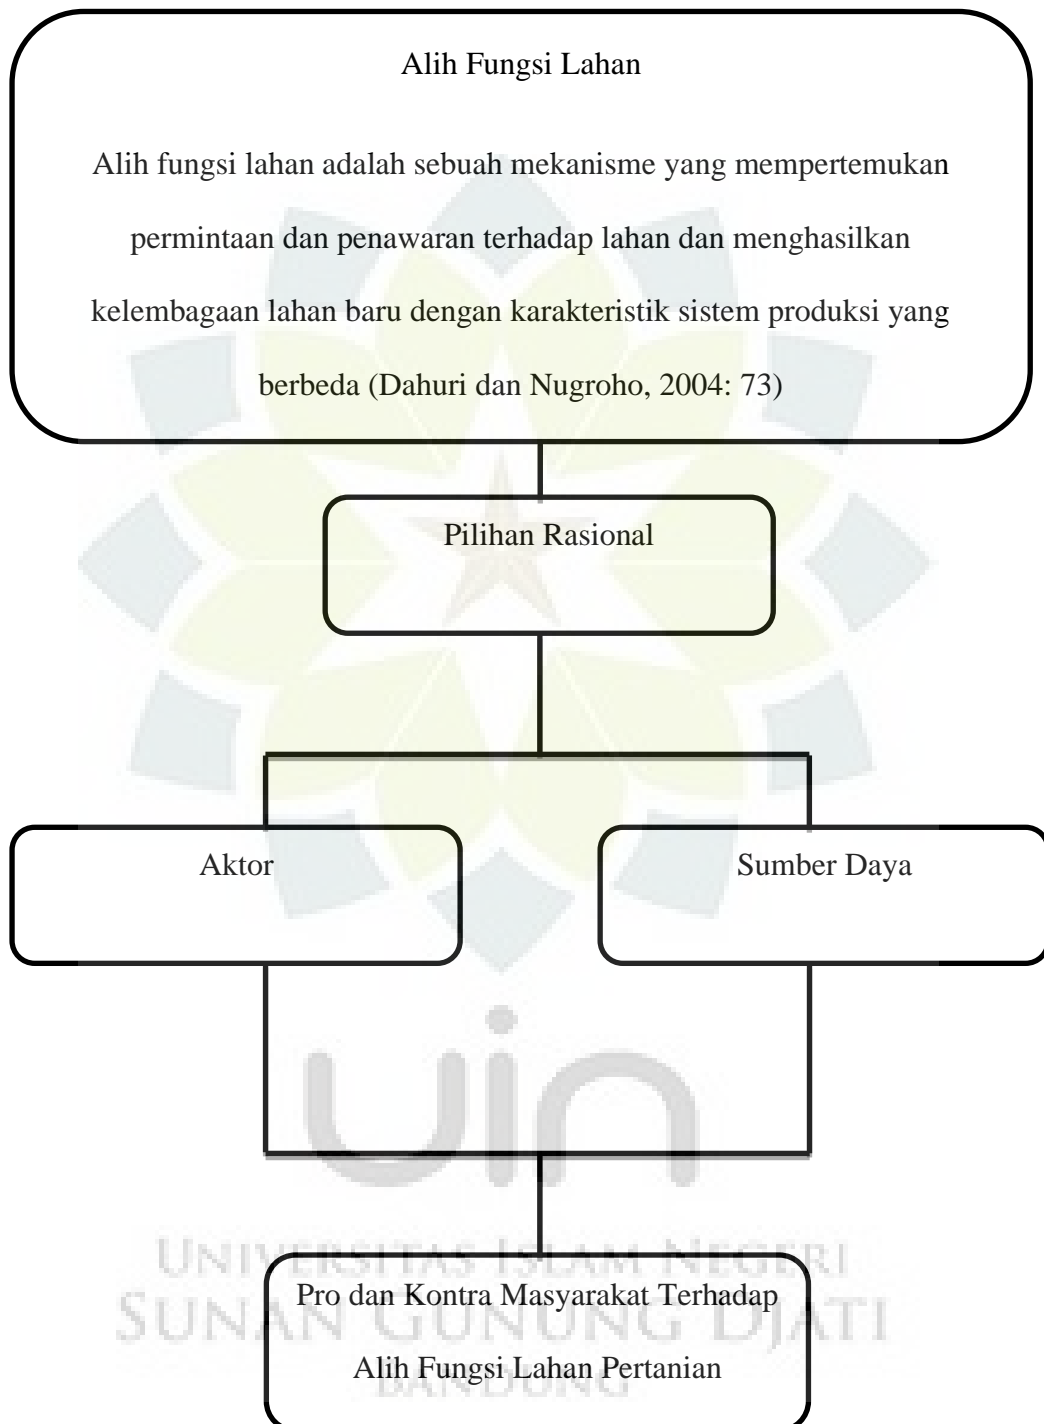 Alih Fungsi Lahan
Alih fungsi lahan adalah sebuah mekanisme yang mempertemukan
permintaan dan penawaran terhadap lahan dan menghasilkan
kelembagaan lahan baru dengan karakteristik sistem produksi yang
berbeda (Dahuri dan Nugroho, 2004: 73)
Pilihan Rasional
Aktor
Sumber Daya
uin
UNIVERSITAS ISLAM NEGERI
Pro dan Kontra Masyarakat Terhadap
SUNAN GUNUNG DJATI
Alih Fungsi Lahan Pertanian
BANDUNG